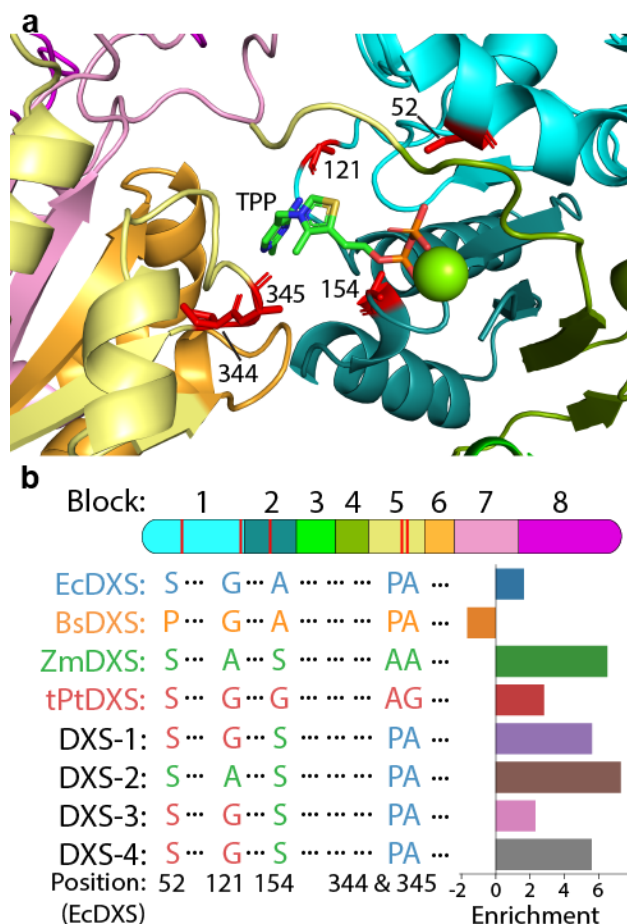 a
52
121
TPP
345
154
344
b
Block: 1 2 3 4 5 6 7 8
EcDXS: S ··· G ··· A ··· ··· ··· PA ···
BsDXS: P ··· G ··· A ··· ··· ··· PA ···
ZmDXS: S ··· A ··· S ··· ··· ··· AA ···
tPtDXS: S ··· G ··· G ··· ··· ··· AG ···
DXS-1: S ··· G ··· S ··· ··· ··· PA ···
DXS-2: S ··· A ··· S ··· ··· ··· PA ···
DXS-3: S ··· G ··· S ··· ··· ··· PA ···
DXS-4: S ··· G ··· S ··· ··· ··· PA ···
Position: 52 121 154 344 & 345
(EcDXS)
-2 0 2 4 6
Enrichment